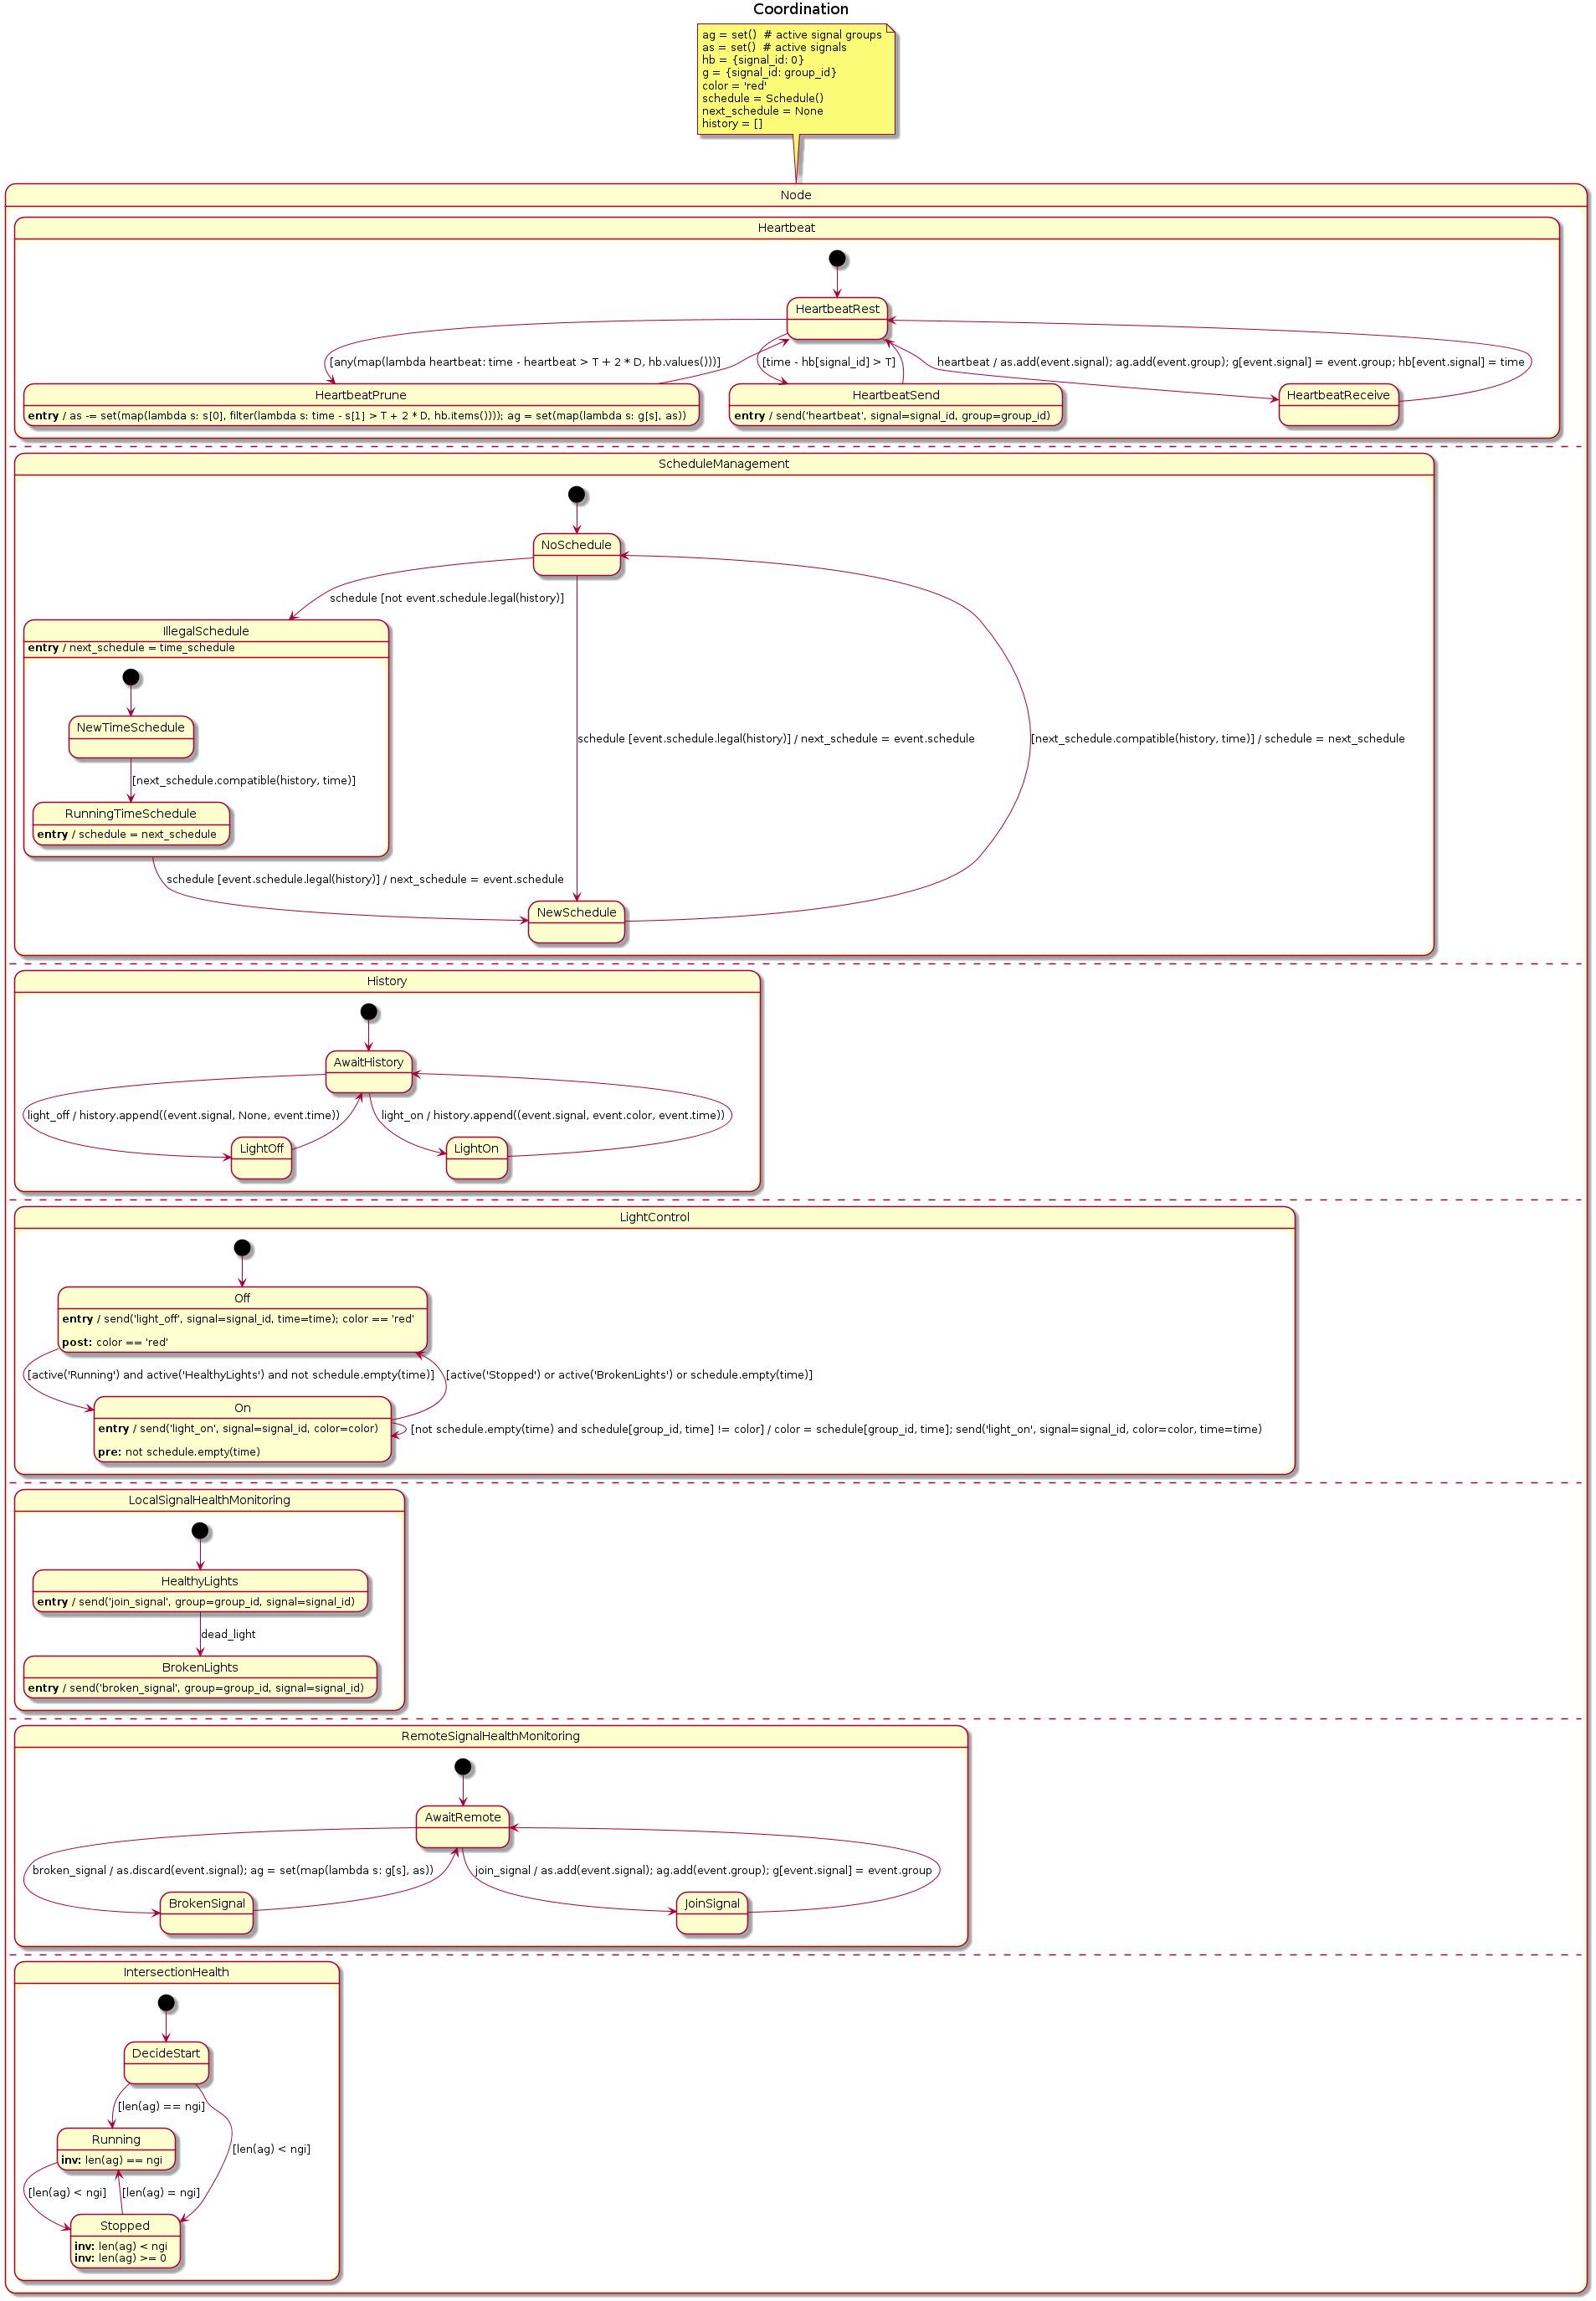 Coordination
ag = set()  # active signal groups
as = set()  # active signals
hb = {signal_id: 0}
g = {signal_id: group_id}
color = 'red'
schedule = Schedule()
next_schedule = None
history = []
Node
Heartbeat
HeartbeatRest
[any(map(lambda heartbeat: time - heartbeat > T + 2 * D, hb.values()))]
[time - hb[signal_id] > T]
heartbeat / as.add(event.signal); ag.add(event.group); g[event.signal] = event.group; hb[event.signal] = time
HeartbeatPrune
entry / as -= set(map(lambda s: s[0], filter(lambda s: time - s[1] > T + 2 * D, hb.items()))); ag = set(map(lambda s: g[s], as))
HeartbeatSend
entry / send('heartbeat', signal=signal_id, group=group_id)
HeartbeatReceive
ScheduleManagement
NoSchedule
schedule [not event.schedule.legal(history)]
IllegalSchedule
entry / next_schedule = time_schedule
NewTimeSchedule
schedule [event.schedule.legal(history)] / next_schedule = event.schedule
[next_schedule.compatible(history, time)] / schedule = next_schedule
[next_schedule.compatible(history, time)]
RunningTimeSchedule
entry / schedule = next_schedule
schedule [event.schedule.legal(history)] / next_schedule = event.schedule
NewSchedule
History
AwaitHistory
light_off / history.append((event.signal, None, event.time))
light_on / history.append((event.signal, event.color, event.time))
LightOff
LightOn
LightControl
Off
entry / send('light_off', signal=signal_id, time=time); color == 'red'
post: color == 'red'
[active('Running') and active('HealthyLights') and not schedule.empty(time)]
[active('Stopped') or active('BrokenLights') or schedule.empty(time)]
On
entry / send('light_on', signal=signal_id, color=color)
pre: not schedule.empty(time)
[not schedule.empty(time) and schedule[group_id, time] != color] / color = schedule[group_id, time]; send('light_on', signal=signal_id, color=color, time=time)
LocalSignalHealthMonitoring
HealthyLights
entry / send('join_signal', group=group_id, signal=signal_id)
dead_light
BrokenLights
entry / send('broken_signal', group=group_id, signal=signal_id)
RemoteSignalHealthMonitoring
AwaitRemote
broken_signal / as.discard(event.signal); ag = set(map(lambda s: g[s], as))
join_signal / as.add(event.signal); ag.add(event.group); g[event.signal] = event.group
BrokenSignal
JoinSignal
IntersectionHealth
DecideStart
[len(ag) == ngi]
Running
inv: len(ag) == ngi
[len(ag) < ngi]
[len(ag) < ngi]
[len(ag) = ngi]
Stopped
inv: len(ag) < ngi
inv: len(ag) >= 0